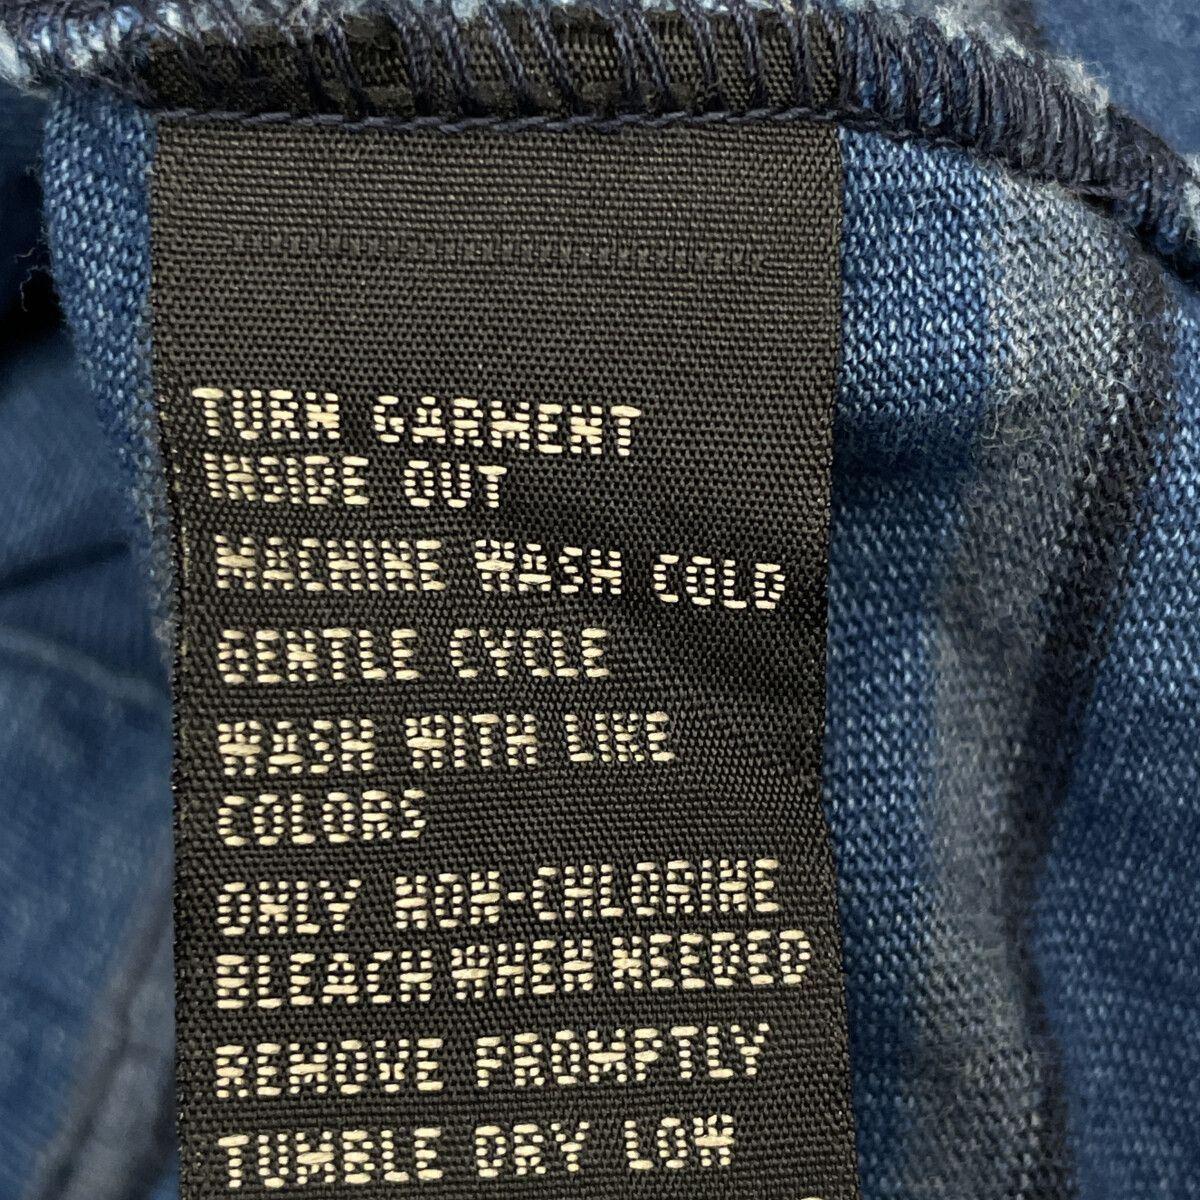 TURN GARMENT
INSIDE OUT
MACHINE WASH COLD
GENTLE CYCLE
WASH WITH LIKE
COLORS
ONLY NON-CHLORINE
BLEACH WHEN NEEDED
REMOVE PROMPTLY
TUMBLE DRY LOW